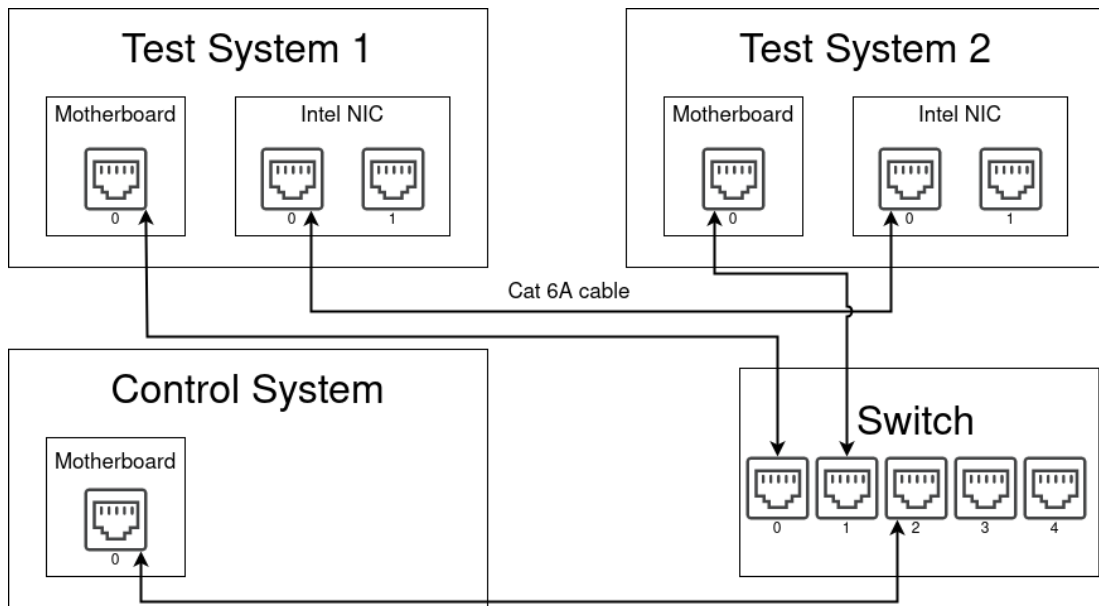 Test System 1
Motherboard
0
Intel NIC
0
1
Test System 2
Motherboard
0
Intel NIC
0
1
Cat 6A cable
Control System
Motherboard
0
Switch
0
1
2
3
4